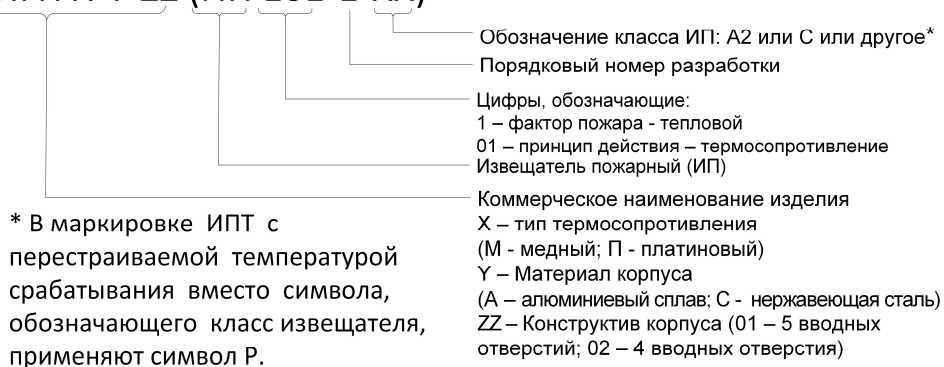 Обозначение класса ИП: А2 или С или другое*
Порядковый номер разработки
Цифры, обозначающие:
1 – фактор пожара - тепловой
01 – принцип действия – термосопротивление
Извещатель пожарный (ИП)
Коммерческое наименование изделия
X – тип термосопротивления
(М - медный; П - платиновый)
Y – Материал корпуса
(А – алюминиевый сплав; С - нержавеющая сталь)
ZZ – Конструктив корпуса (01 – 5 вводных
отверстий; 02 – 4 вводных отверстия)
* В маркировке ИПТ с
перестраиваемой температурой
срабатывания вместо символа,
обозначающего класс извещателя,
применяют символ Р.